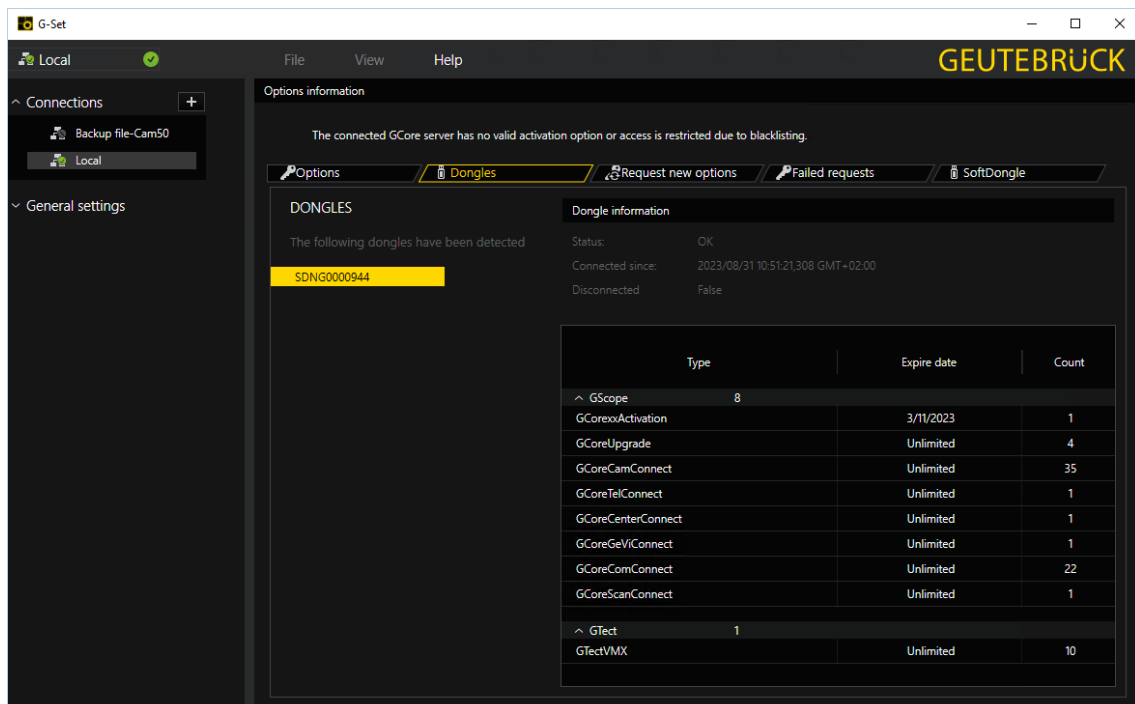 G-Set
Local
File View Help
GEUTEBRÜCK
Connections
+
Backup file-Cam50
Local
General settings
Options information
The connected GCore server has no valid activation option or access is restricted due to blacklisting.
Options Dongles Request new options Failed requests SoftDongle
DONGLES
The following dongles have been detected
SDNG0000944
Dongle information
Status: OK
Connected since: 2023/08/31 10:51:21,308 GMT+02:00
Disconnected False
Type Expire date Count
GScope 8
GCorexxActivation 3/11/2023 1
GCoreUpgrade Unlimited 4
GCoreCamConnect Unlimited 35
GCoreTelConnect Unlimited 1
GCoreCenterConnect Unlimited 1
GCoreGeViConnect Unlimited 1
GCoreComConnect Unlimited 22
GCoreScanConnect Unlimited 1
GTect 1
GTectVMX Unlimited 10